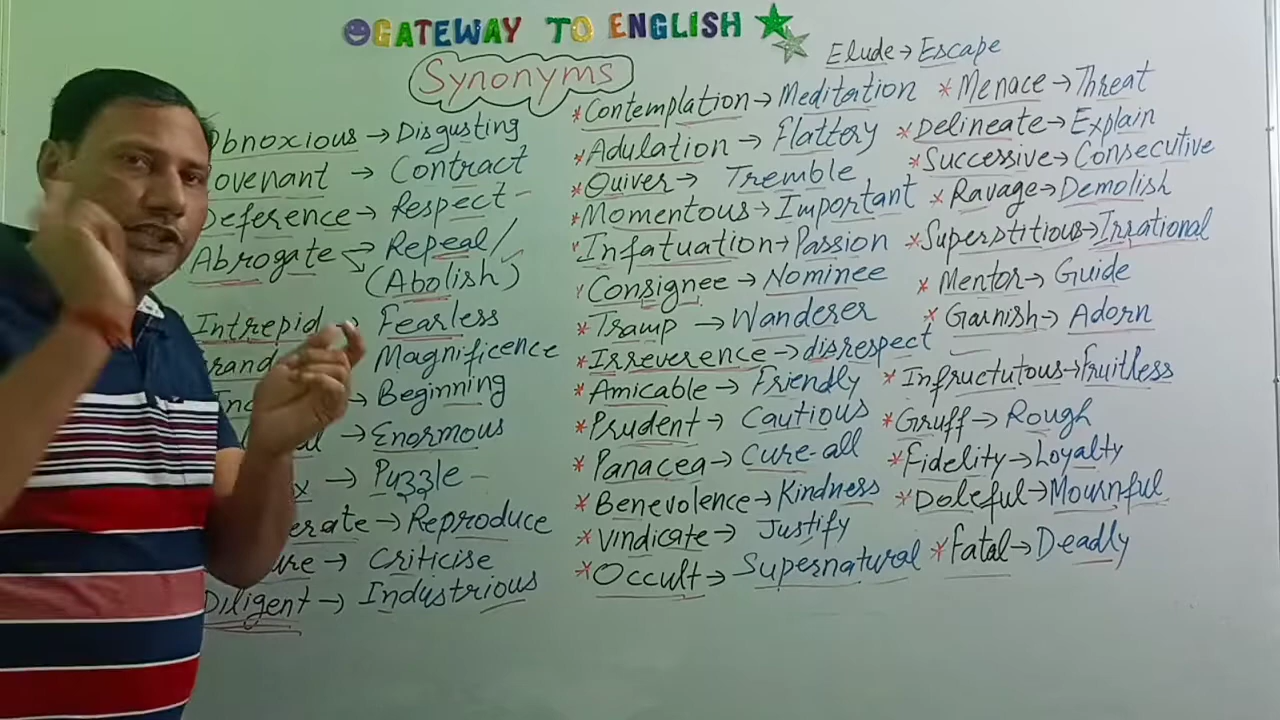 GATEWAY TO ENGLISH
Synonyms
Obnoxious → Disgusting
ovenant → Contract
Deference → Respect
Abrogate → Repeal/
(Abolish)
Intrepid → Fearless
Magnificence
→ Beginning
→ Enormous
→ Puzzle
erate → Reproduce
ure → Criticise
Diligent → Industrious
* Contemplation → Meditation
* Adulation → Flattery
* Quiver → Tremble
* Momentous → Important
* Infatuation → Passion
* Consignee → Nominee
* Tramp → Wanderer
* Irreverence → disrespect
* Amicable → Friendly
* Prudent → Cautious
* Panacea → Cure-all
* Benevolence → Kindness
* Vindicate → Justify
* Occult → Supernatural
Elude → Escape
* Menace → Threat
* Delineate → Explain
* Successive → Consecutive
* Ravage → Demolish
* Superstitious → Irrational
* Mentor → Guide
* Garnish → Adorn
* Infructutous → Fruitless
* Gruff → Rough
* Fidelity → Loyalty
* Doleful → Mournful
* Fatal → Deadly